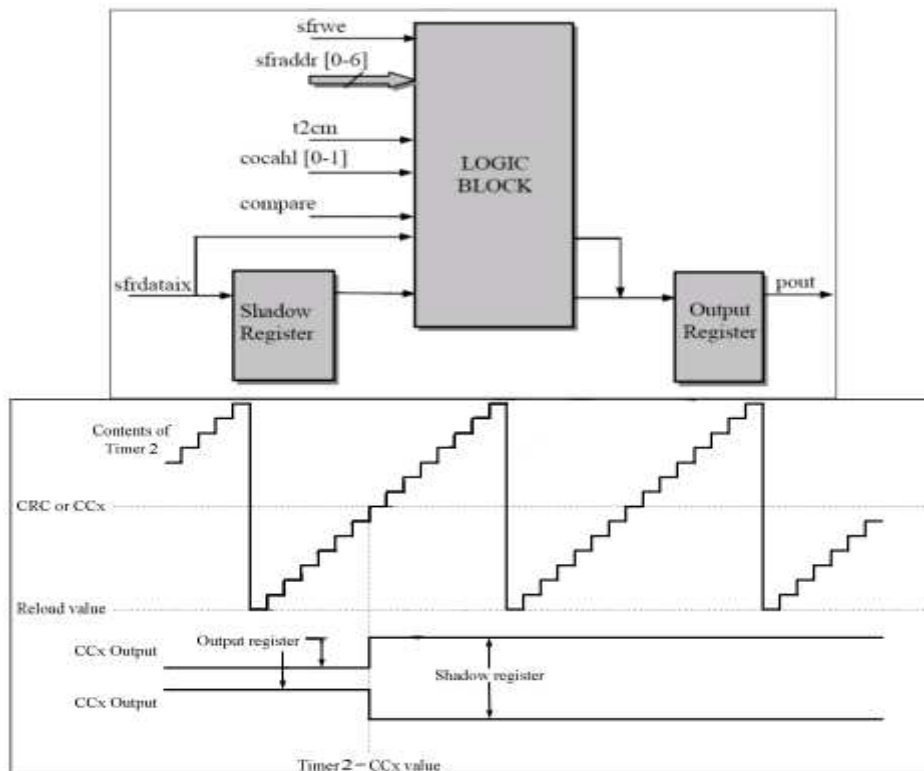 sfrwe
sfraddr [0-6]
t2cm
cocahl [0-1]
compare
LOGIC
BLOCK
sfrdataix
Shadow
Register
Output
Register
pout
Contents of
Timer 2
CRC or CCx
Reload value
CCx Output
Output register
Shadow register
CCx Output
Timer 2 - CCx value